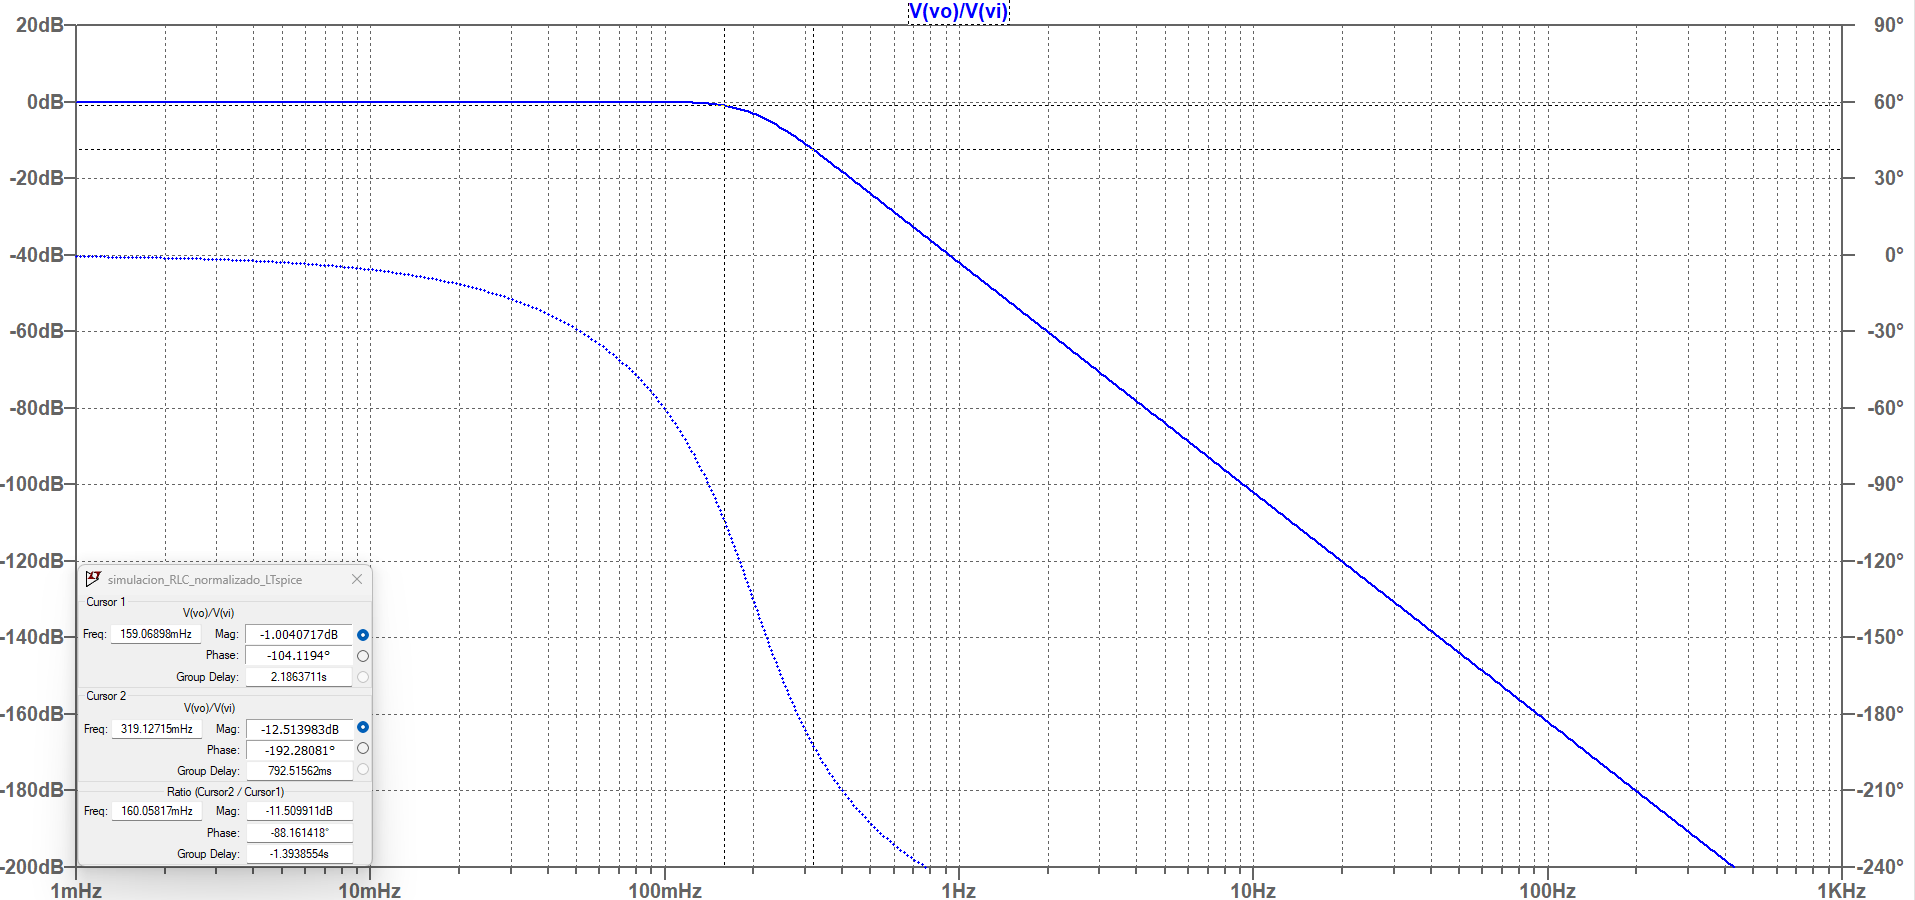 V(vo)/V(vi)
20dB 90°
0dB 60°
-20dB 30°
-40dB 0°
-60dB -30°
-80dB -60°
-100dB -90°
-120dB -120°
-140dB -150°
-160dB -180°
-180dB -210°
-200dB -240°
1mHz 10mHz 100mHz 1Hz 10Hz 100Hz 1KHz
simulacion_RLC_normalizado_LTspice
Cursor 1
V(vo)/V(vi)
Freq: 159.06898mHz Mag: -1.0040717dB
Phase: -104.1194°
Group Delay: 2.1863711s
Cursor 2
V(vo)/V(vi)
Freq: 319.12715mHz Mag: -12.513983dB
Phase: -192.28081°
Group Delay: 792.51562ms
Ratio (Cursor2 / Cursor1)
Freq: 160.05817mHz Mag: -11.509911dB
Phase: -88.161418°
Group Delay: -1.3938554s